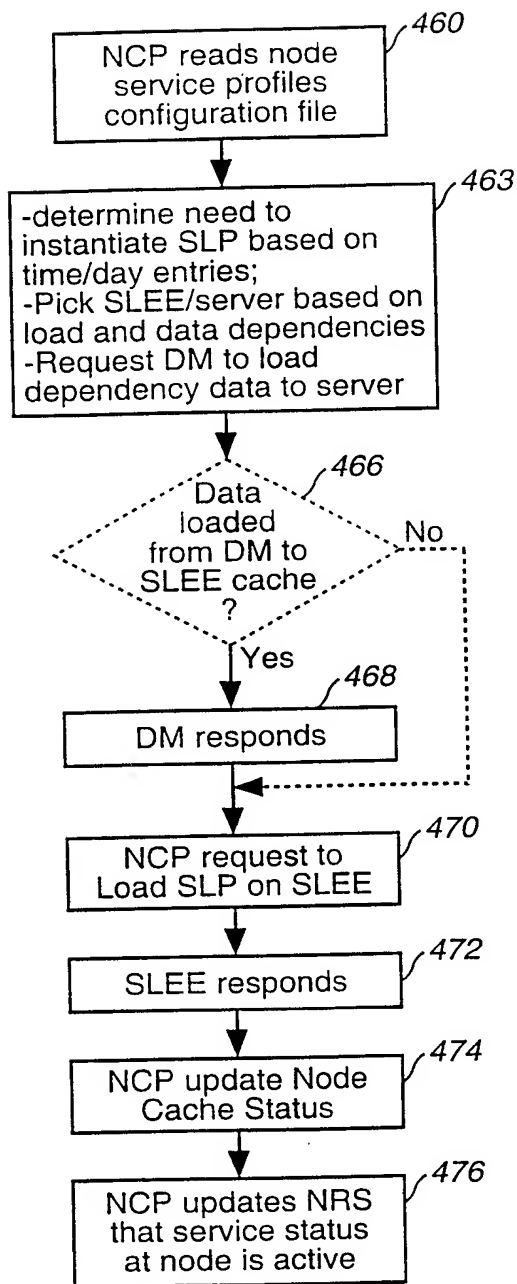 460
NCP reads node
service profiles
configuration file
463
-determine need to
instantiate SLP based on
time/day entries;
-Pick SLEE/server based on
load and data dependencies
-Request DM to load
dependency data to server
466
Data
loaded
from DM to
SLEE cache
?
No
Yes
468
DM responds
470
NCP request to
Load SLP on SLEE
472
SLEE responds
474
NCP update Node
Cache Status
476
NCP updates NRS
that service status
at node is active